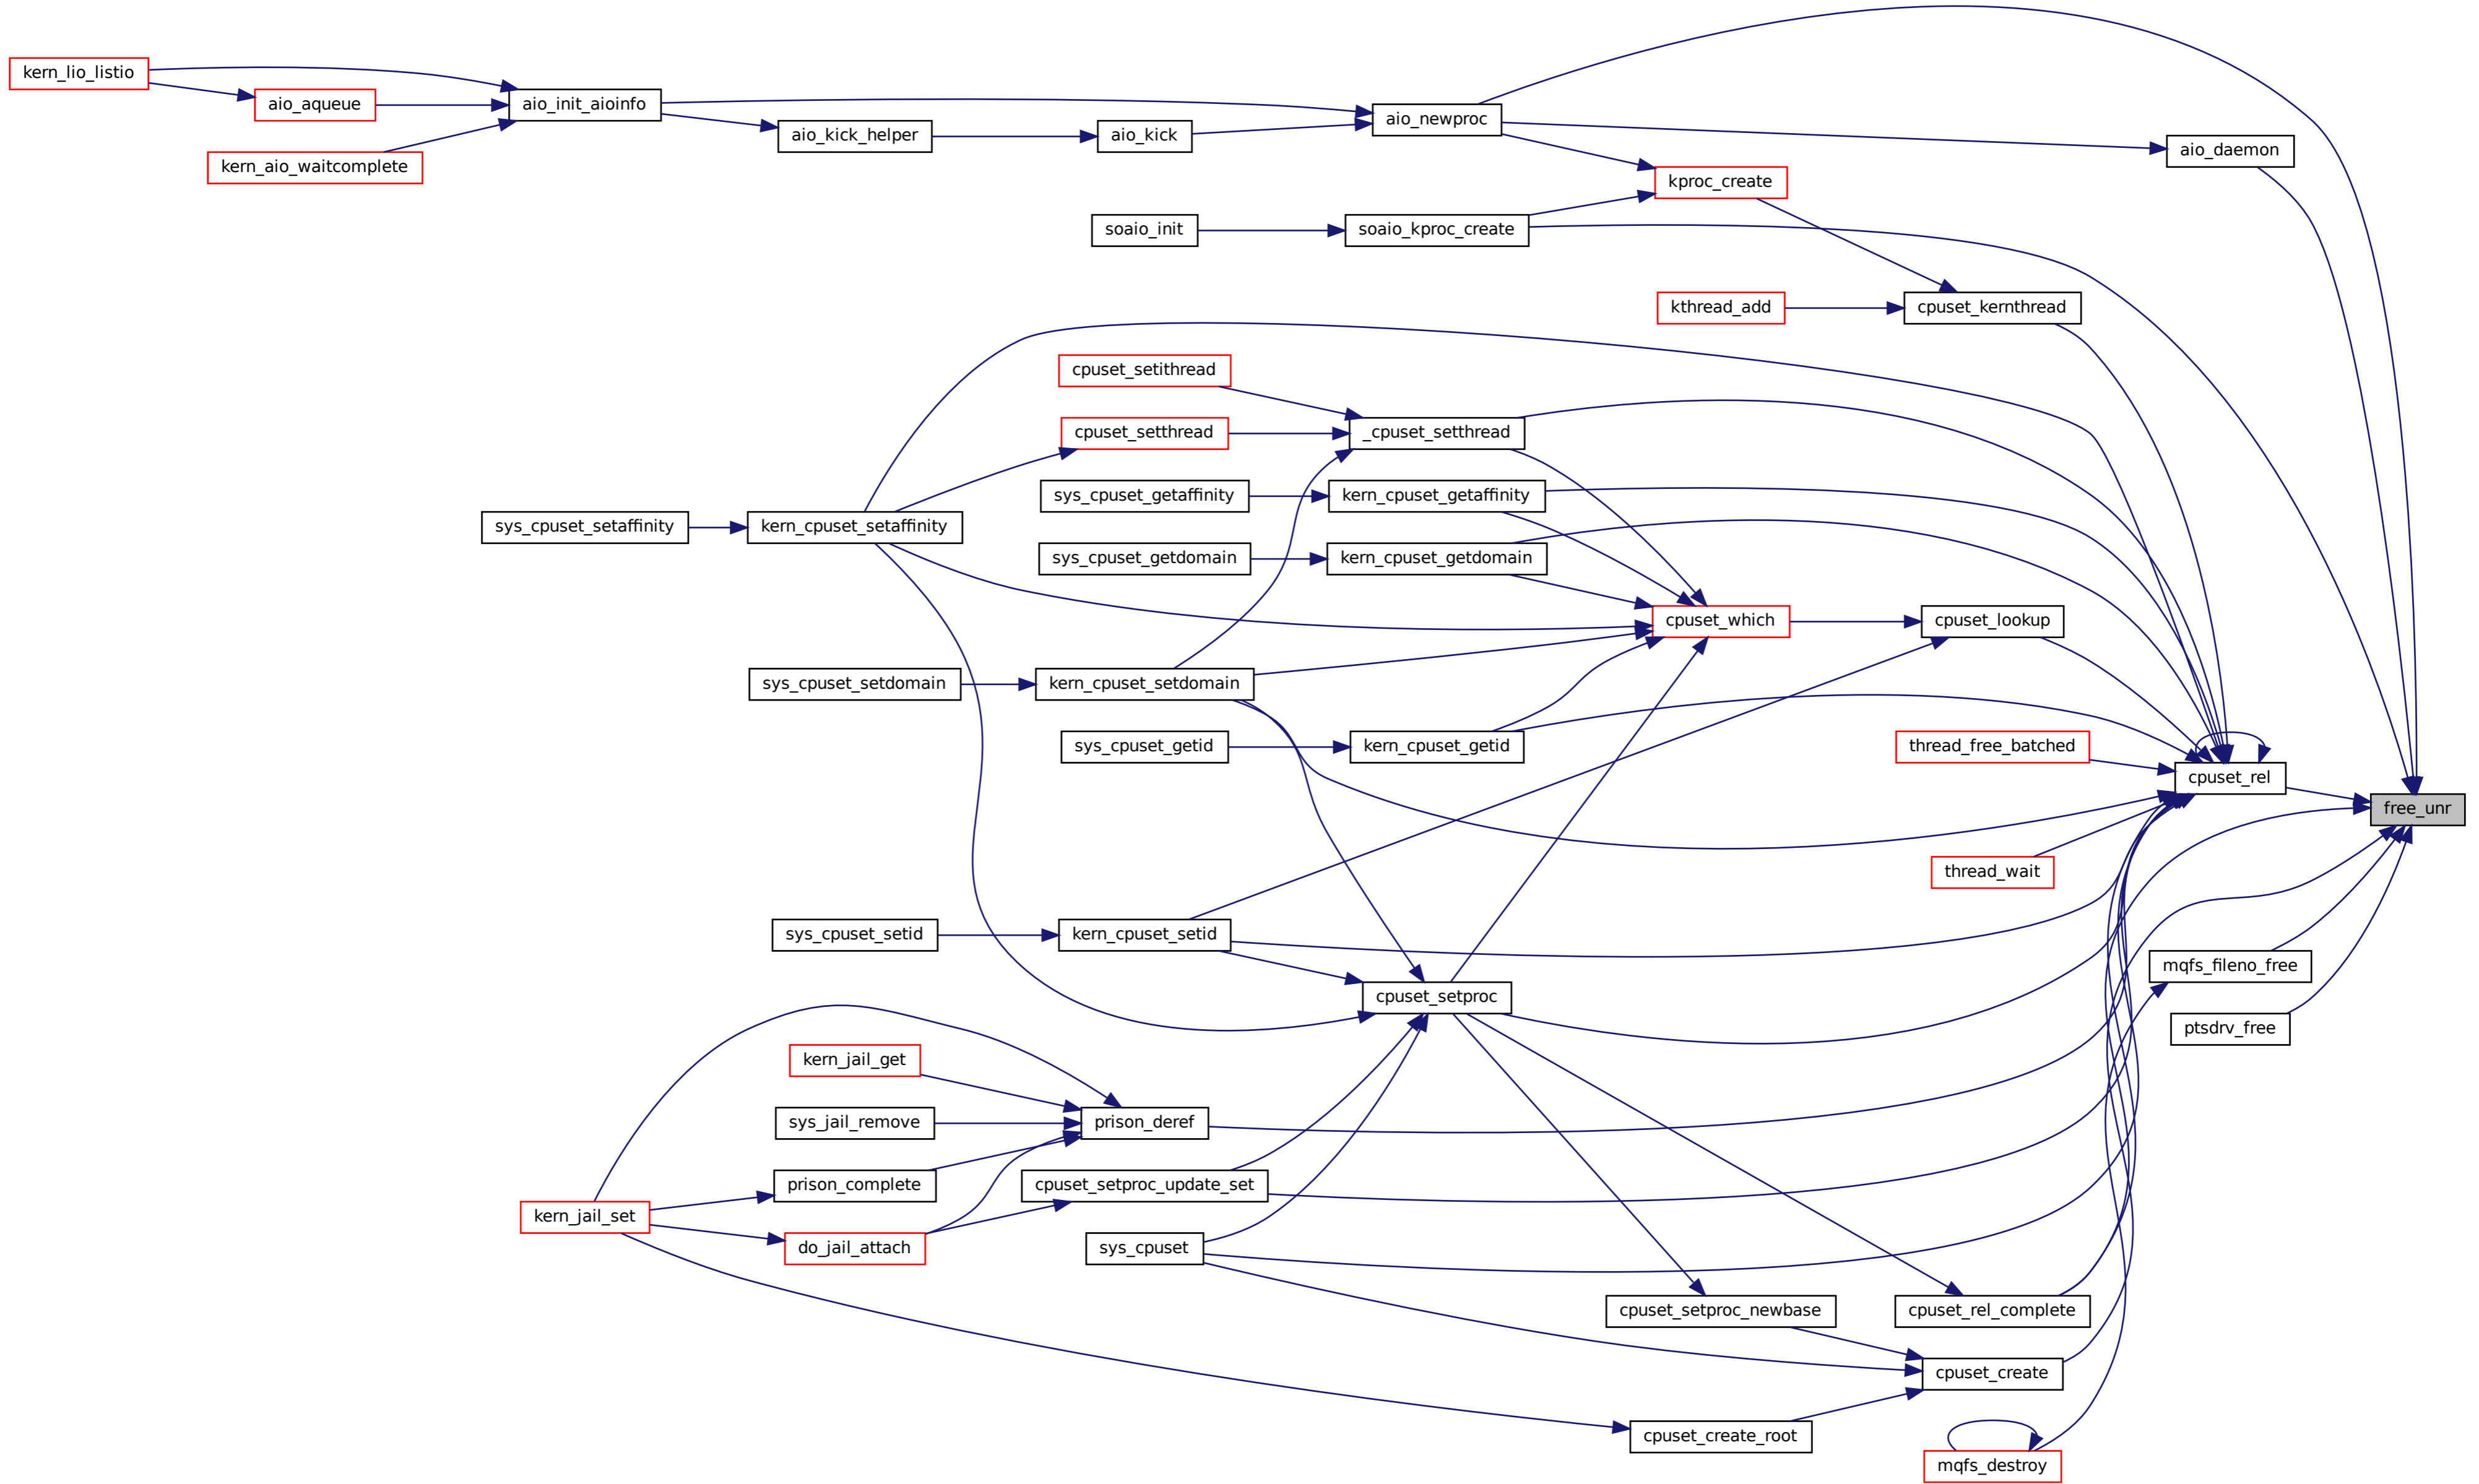 kern_lio_listio
aio_aqueue
kern_aio_waitcomplete
aio_init_aioinfo
aio_kick_helper
aio_kick
aio_newproc
aio_daemon
kproc_create
soaio_init
soaio_kproc_create
kthread_add
cpuset_kernthread
cpuset_setithread
cpuset_setthread
_cpuset_setthread
sys_cpuset_getaffinity
kern_cpuset_getaffinity
sys_cpuset_setaffinity
kern_cpuset_setaffinity
sys_cpuset_getdomain
kern_cpuset_getdomain
cpuset_which
cpuset_lookup
sys_cpuset_setdomain
kern_cpuset_setdomain
sys_cpuset_getid
kern_cpuset_getid
thread_free_batched
cpuset_rel
free_unr
thread_wait
sys_cpuset_setid
kern_cpuset_setid
mqfs_fileno_free
cpuset_setproc
ptsdrv_free
kern_jail_get
sys_jail_remove
prison_deref
prison_complete
cpuset_setproc_update_set
kern_jail_set
do_jail_attach
sys_cpuset
cpuset_setproc_newbase
cpuset_rel_complete
cpuset_create
cpuset_create_root
mqfs_destroy